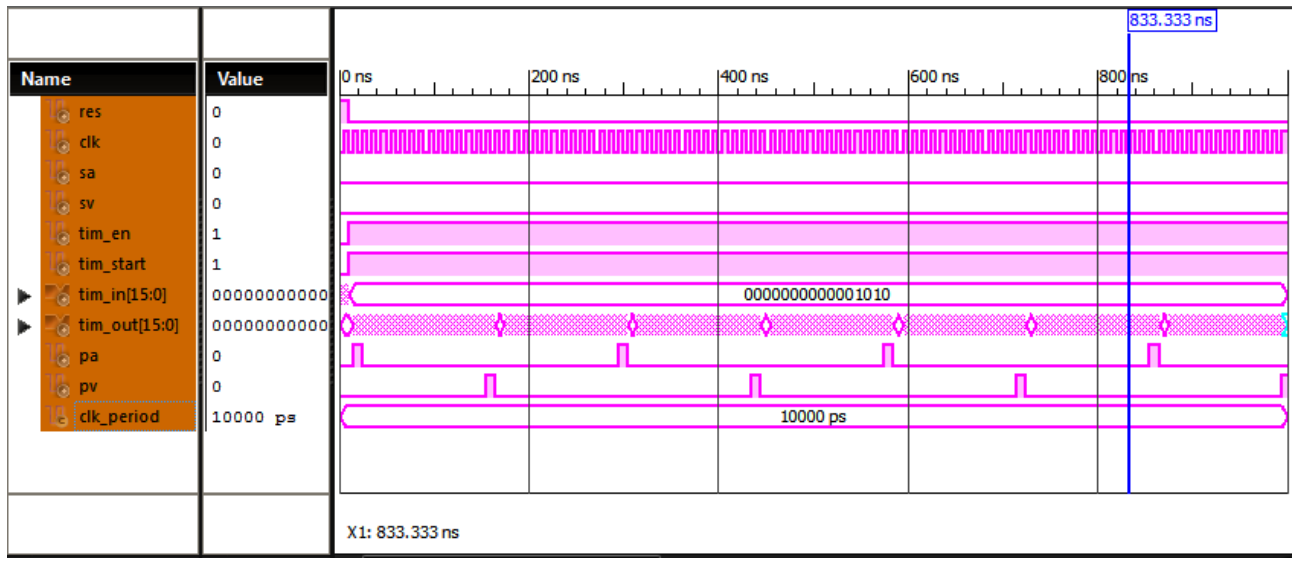 833.333 ns
Name Value 0 ns 200 ns 400 ns 600 ns 800 ns
res 0
clk 0
sa 0
sv 0
tim_en 1
tim_start 1
tim_in[15:0] 00000000000 0000000000001010
tim_out[15:0] 00000000000
pa 0
pv 0
clk_period 10000 ps 10000 ps
X1: 833.333 ns